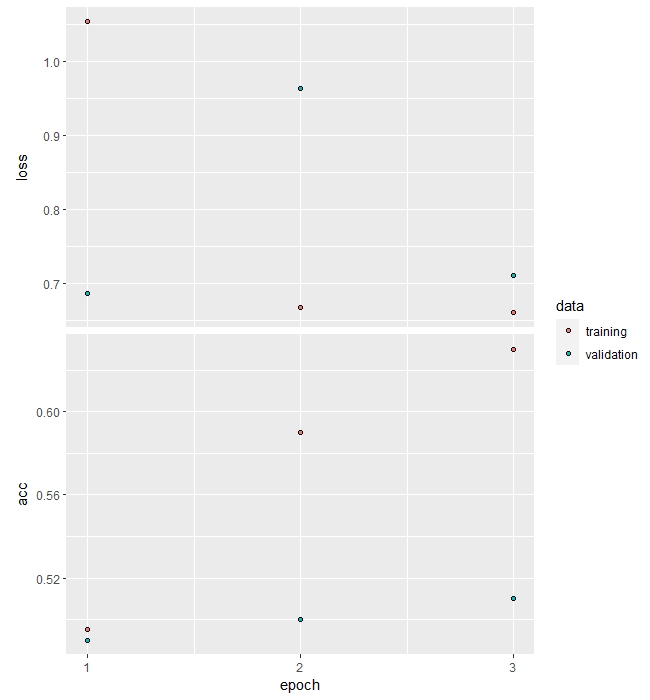 1.0
0.9
0.8
0.7
loss
0.60
0.56
0.52
acc
1 2 3
epoch
data
training
validation